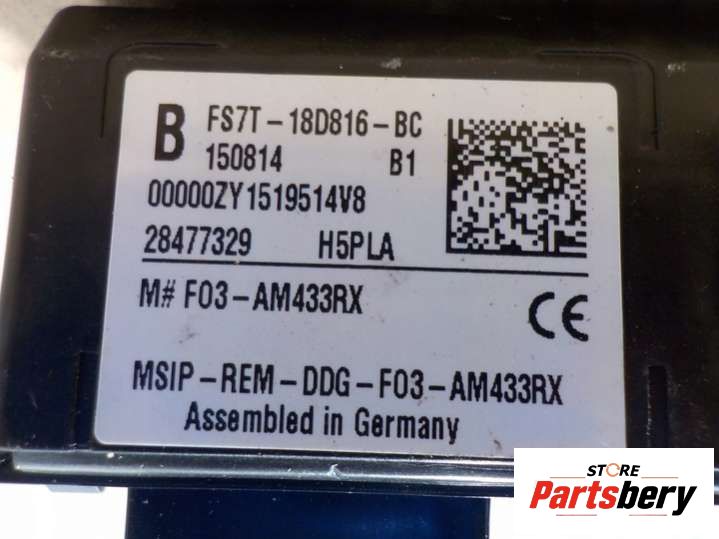 B FS7T-18D816-BC
150814 B1
00000ZY1519514V8
28477329 H5PLA
M# F03-AM433RX
CE
MSIP-REM-DDG-F03-AM433RX
Assembled in Germany
STORE
Partsbery